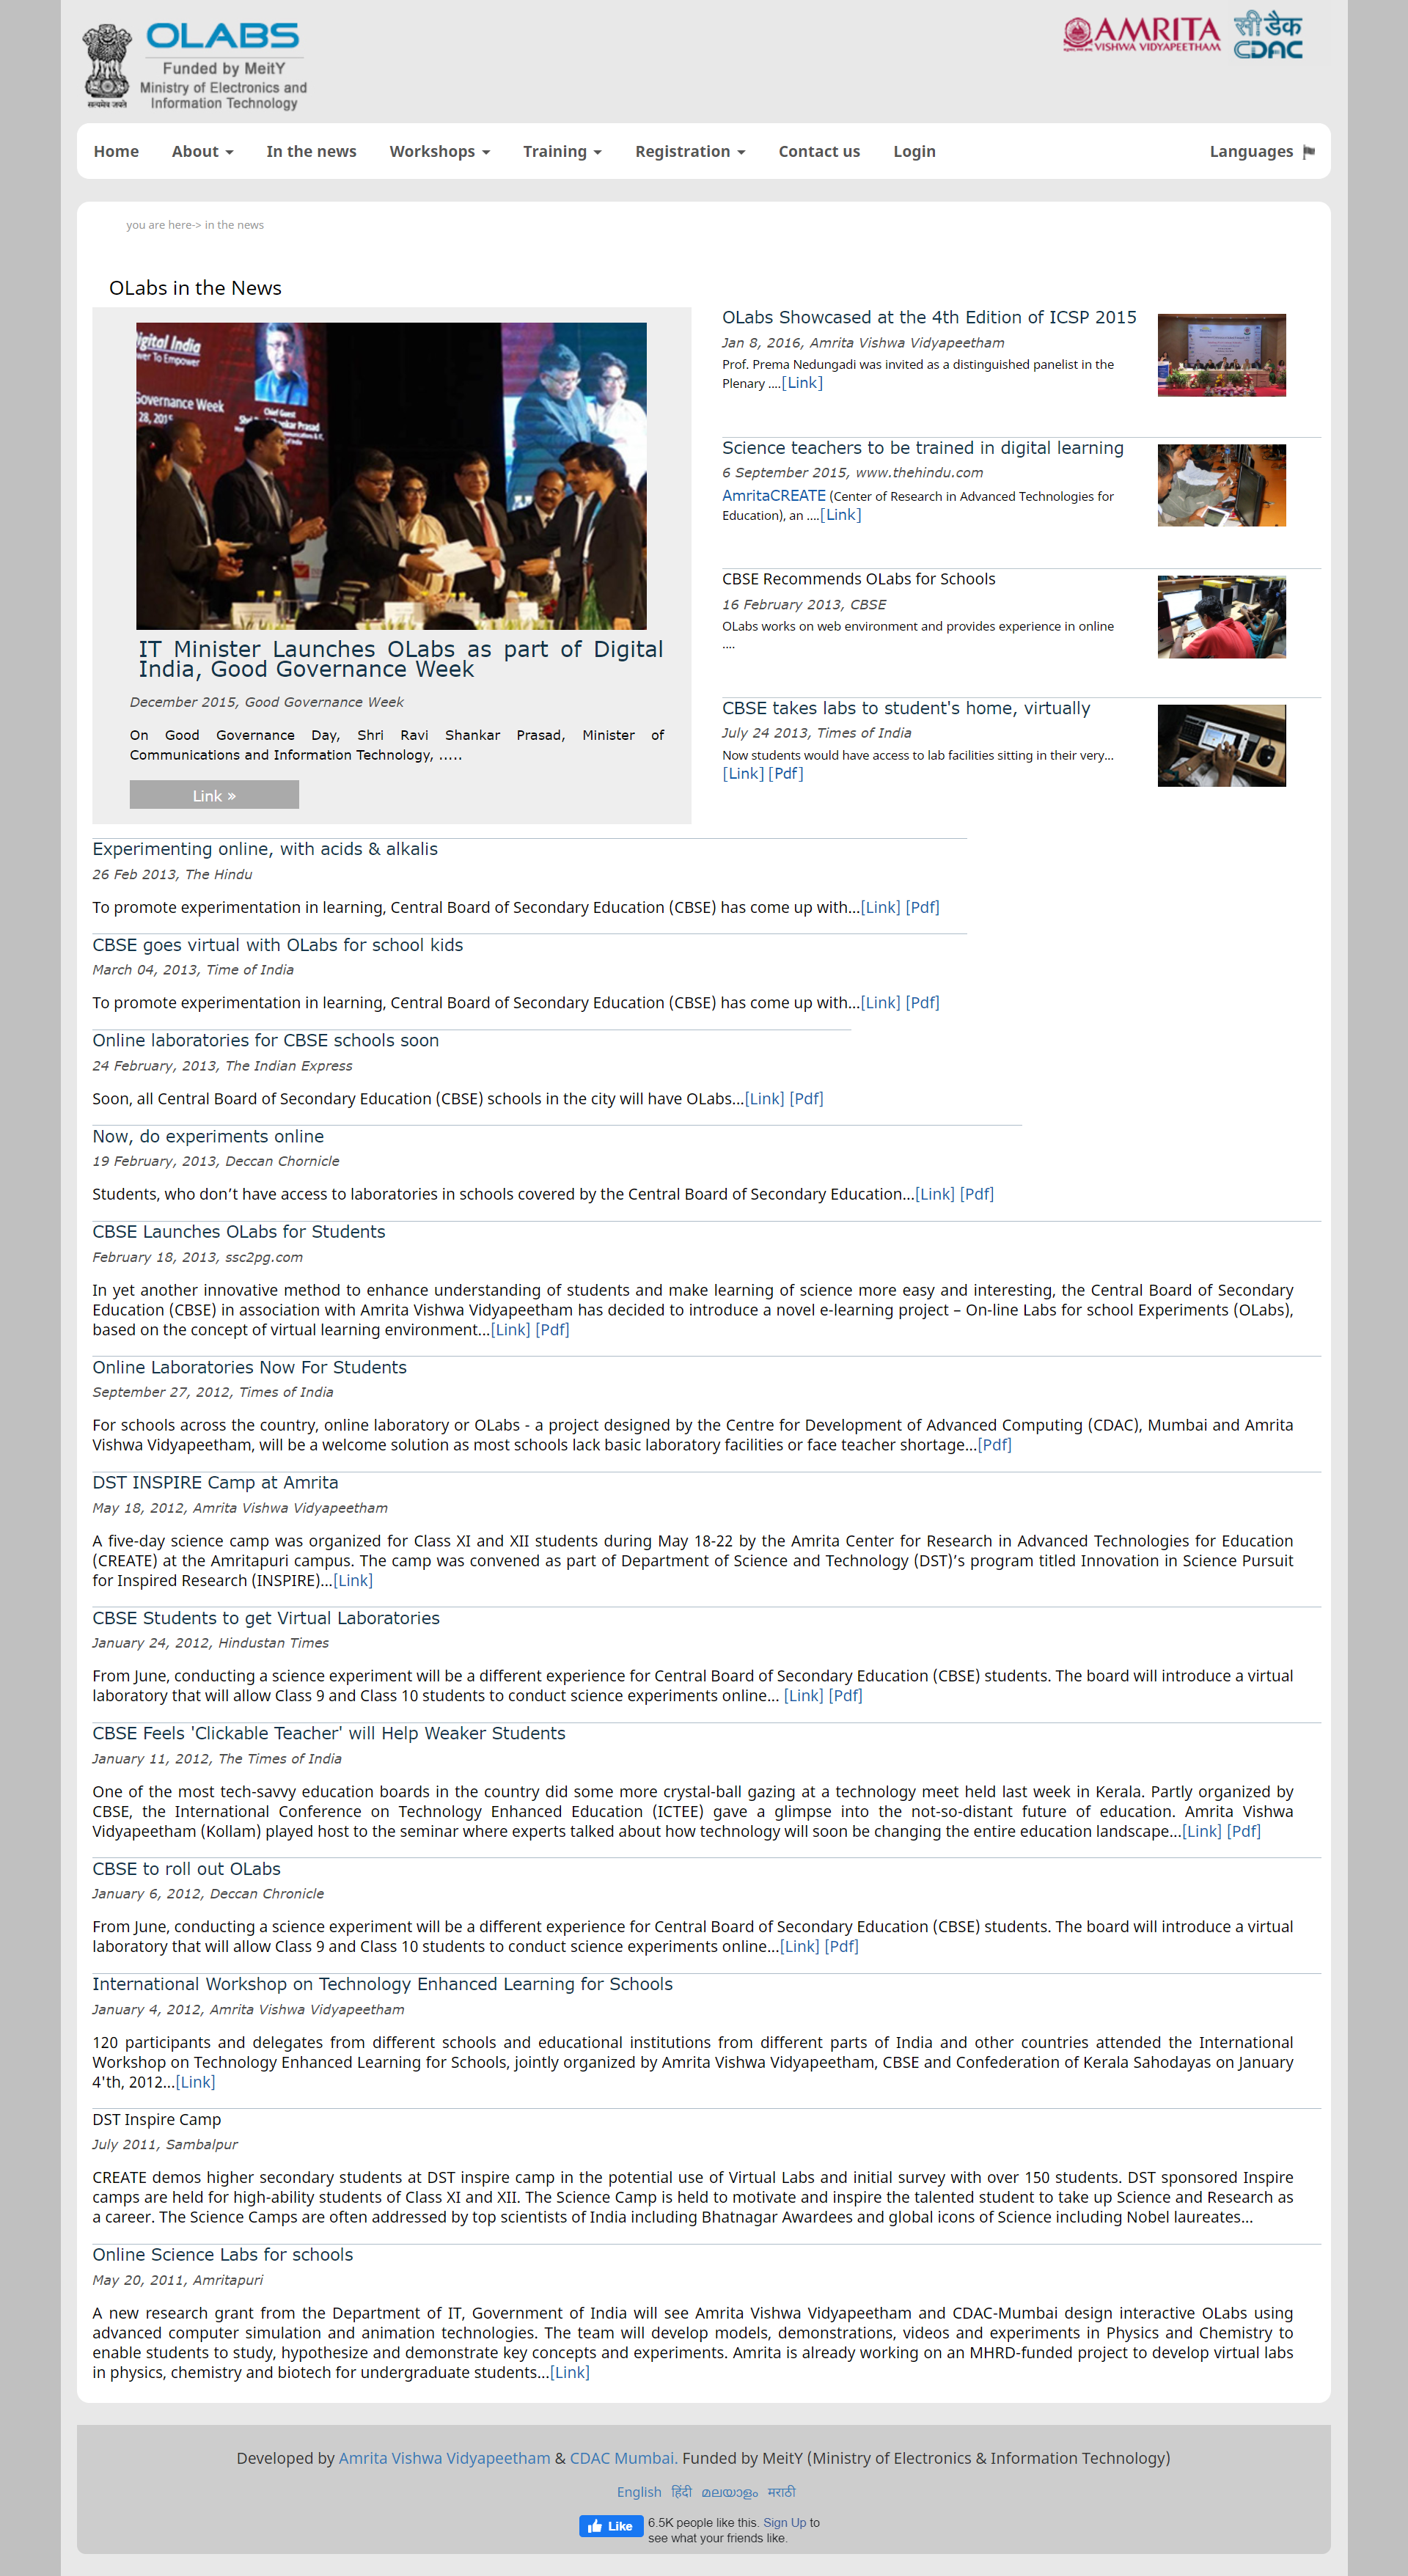 OLABS
Funded by MeitY
Ministry of Electronics and
Information Technology
सत्यमेव जयते
AMRITA
VISHWA VIDYAPEETHAM
सी डैक
CDAC
Home About In the news Workshops Training Registration Contact us Login Languages
you are here-> in the news
OLabs in the News
Digital India
wer To Empower
Governance Week
28, 2015
Chief Guest
IT Minister Launches OLabs as part of Digital
India, Good Governance Week
December 2015, Good Governance Week
On Good Governance Day, Shri Ravi Shankar Prasad, Minister of
Communications and Information Technology, .....
Link »
OLabs Showcased at the 4th Edition of ICSP 2015
Jan 8, 2016, Amrita Vishwa Vidyapeetham
Prof. Prema Nedungadi was invited as a distinguished panelist in the
Plenary ....[Link]
Science teachers to be trained in digital learning
6 September 2015, www.thehindu.com
AmritaCREATE (Center of Research in Advanced Technologies for
Education), an ....[Link]
CBSE Recommends OLabs for Schools
16 February 2013, CBSE
OLabs works on web environment and provides experience in online
....
CBSE takes labs to student's home, virtually
July 24 2013, Times of India
Now students would have access to lab facilities sitting in their very...
[Link] [Pdf]
Experimenting online, with acids & alkalis
26 Feb 2013, The Hindu
To promote experimentation in learning, Central Board of Secondary Education (CBSE) has come up with...[Link] [Pdf]
CBSE goes virtual with OLabs for school kids
March 04, 2013, Time of India
To promote experimentation in learning, Central Board of Secondary Education (CBSE) has come up with...[Link] [Pdf]
Online laboratories for CBSE schools soon
24 February, 2013, The Indian Express
Soon, all Central Board of Secondary Education (CBSE) schools in the city will have OLabs...[Link] [Pdf]
Now, do experiments online
19 February, 2013, Deccan Chornicle
Students, who don’t have access to laboratories in schools covered by the Central Board of Secondary Education...[Link] [Pdf]
CBSE Launches OLabs for Students
February 18, 2013, ssc2pg.com
In yet another innovative method to enhance understanding of students and make learning of science more easy and interesting, the Central Board of Secondary
Education (CBSE) in association with Amrita Vishwa Vidyapeetham has decided to introduce a novel e-learning project – On-line Labs for school Experiments (OLabs),
based on the concept of virtual learning environment...[Link] [Pdf]
Online Laboratories Now For Students
September 27, 2012, Times of India
For schools across the country, online laboratory or OLabs - a project designed by the Centre for Development of Advanced Computing (CDAC), Mumbai and Amrita
Vishwa Vidyapeetham, will be a welcome solution as most schools lack basic laboratory facilities or face teacher shortage...[Pdf]
DST INSPIRE Camp at Amrita
May 18, 2012, Amrita Vishwa Vidyapeetham
A five-day science camp was organized for Class XI and XII students during May 18-22 by the Amrita Center for Research in Advanced Technologies for Education
(CREATE) at the Amritapuri campus. The camp was convened as part of Department of Science and Technology (DST)’s program titled Innovation in Science Pursuit
for Inspired Research (INSPIRE)...[Link]
CBSE Students to get Virtual Laboratories
January 24, 2012, Hindustan Times
From June, conducting a science experiment will be a different experience for Central Board of Secondary Education (CBSE) students. The board will introduce a virtual
laboratory that will allow Class 9 and Class 10 students to conduct science experiments online... [Link] [Pdf]
CBSE Feels 'Clickable Teacher' will Help Weaker Students
January 11, 2012, The Times of India
One of the most tech-savvy education boards in the country did some more crystal-ball gazing at a technology meet held last week in Kerala. Partly organized by
CBSE, the International Conference on Technology Enhanced Education (ICTEE) gave a glimpse into the not-so-distant future of education. Amrita Vishwa
Vidyapeetham (Kollam) played host to the seminar where experts talked about how technology will soon be changing the entire education landscape...[Link] [Pdf]
CBSE to roll out OLabs
January 6, 2012, Deccan Chronicle
From June, conducting a science experiment will be a different experience for Central Board of Secondary Education (CBSE) students. The board will introduce a virtual
laboratory that will allow Class 9 and Class 10 students to conduct science experiments online...[Link] [Pdf]
International Workshop on Technology Enhanced Learning for Schools
January 4, 2012, Amrita Vishwa Vidyapeetham
120 participants and delegates from different schools and educational institutions from different parts of India and other countries attended the International
Workshop on Technology Enhanced Learning for Schools, jointly organized by Amrita Vishwa Vidyapeetham, CBSE and Confederation of Kerala Sahodayas on January
4'th, 2012...[Link]
DST Inspire Camp
July 2011, Sambalpur
CREATE demos higher secondary students at DST inspire camp in the potential use of Virtual Labs and initial survey with over 150 students. DST sponsored Inspire
camps are held for high-ability students of Class XI and XII. The Science Camp is held to motivate and inspire the talented student to take up Science and Research as
a career. The Science Camps are often addressed by top scientists of India including Bhatnagar Awardees and global icons of Science including Nobel laureates...
Online Science Labs for schools
May 20, 2011, Amritapuri
A new research grant from the Department of IT, Government of India will see Amrita Vishwa Vidyapeetham and CDAC-Mumbai design interactive OLabs using
advanced computer simulation and animation technologies. The team will develop models, demonstrations, videos and experiments in Physics and Chemistry to
enable students to study, hypothesize and demonstrate key concepts and experiments. Amrita is already working on an MHRD-funded project to develop virtual labs
in physics, chemistry and biotech for undergraduate students...[Link]
Developed by Amrita Vishwa Vidyapeetham & CDAC Mumbai. Funded by MeitY (Ministry of Electronics & Information Technology)
English हिंदी മലയാളം मराठी
Like 6.5K people like this. Sign Up to
see what your friends like.